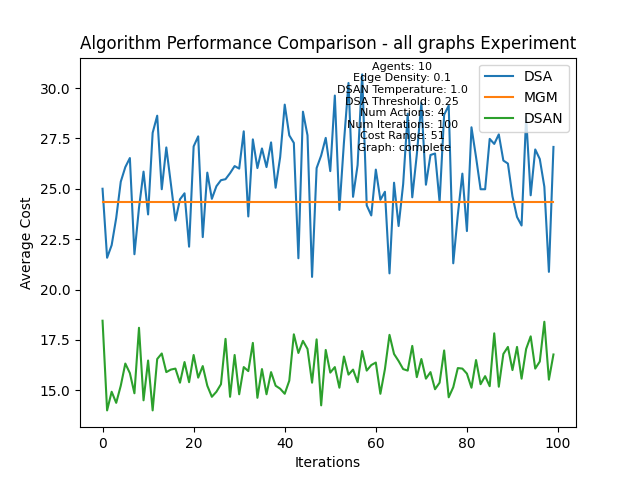 Algorithm Performance Comparison - all graphs Experiment
Agents: 10
Edge Density: 0.1
DSAN Temperature: 1.0
DSA Threshold: 0.25
Num Actions: 4
Num Iterations: 100
Cost Range: 51
Graph: complete
DSA
MGM
DSAN
Average Cost
30.0
27.5
25.0
22.5
20.0
17.5
15.0
0
20
40
60
80
100
Iterations